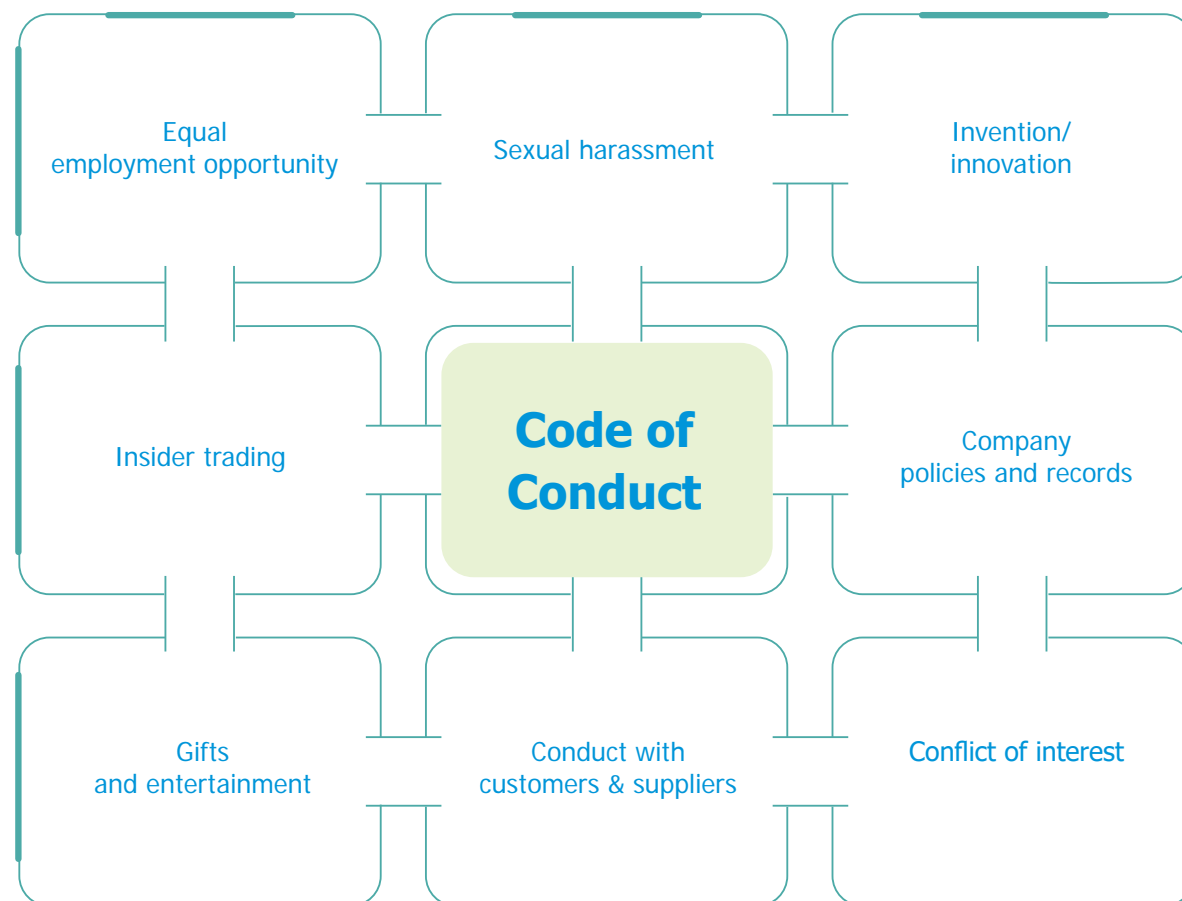 Equal
employment opportunity
Sexual harassment
Invention/
innovation
Insider trading
Code of
Conduct
Company
policies and records
Gifts
and entertainment
Conduct with
customers & suppliers
Conflict of interest